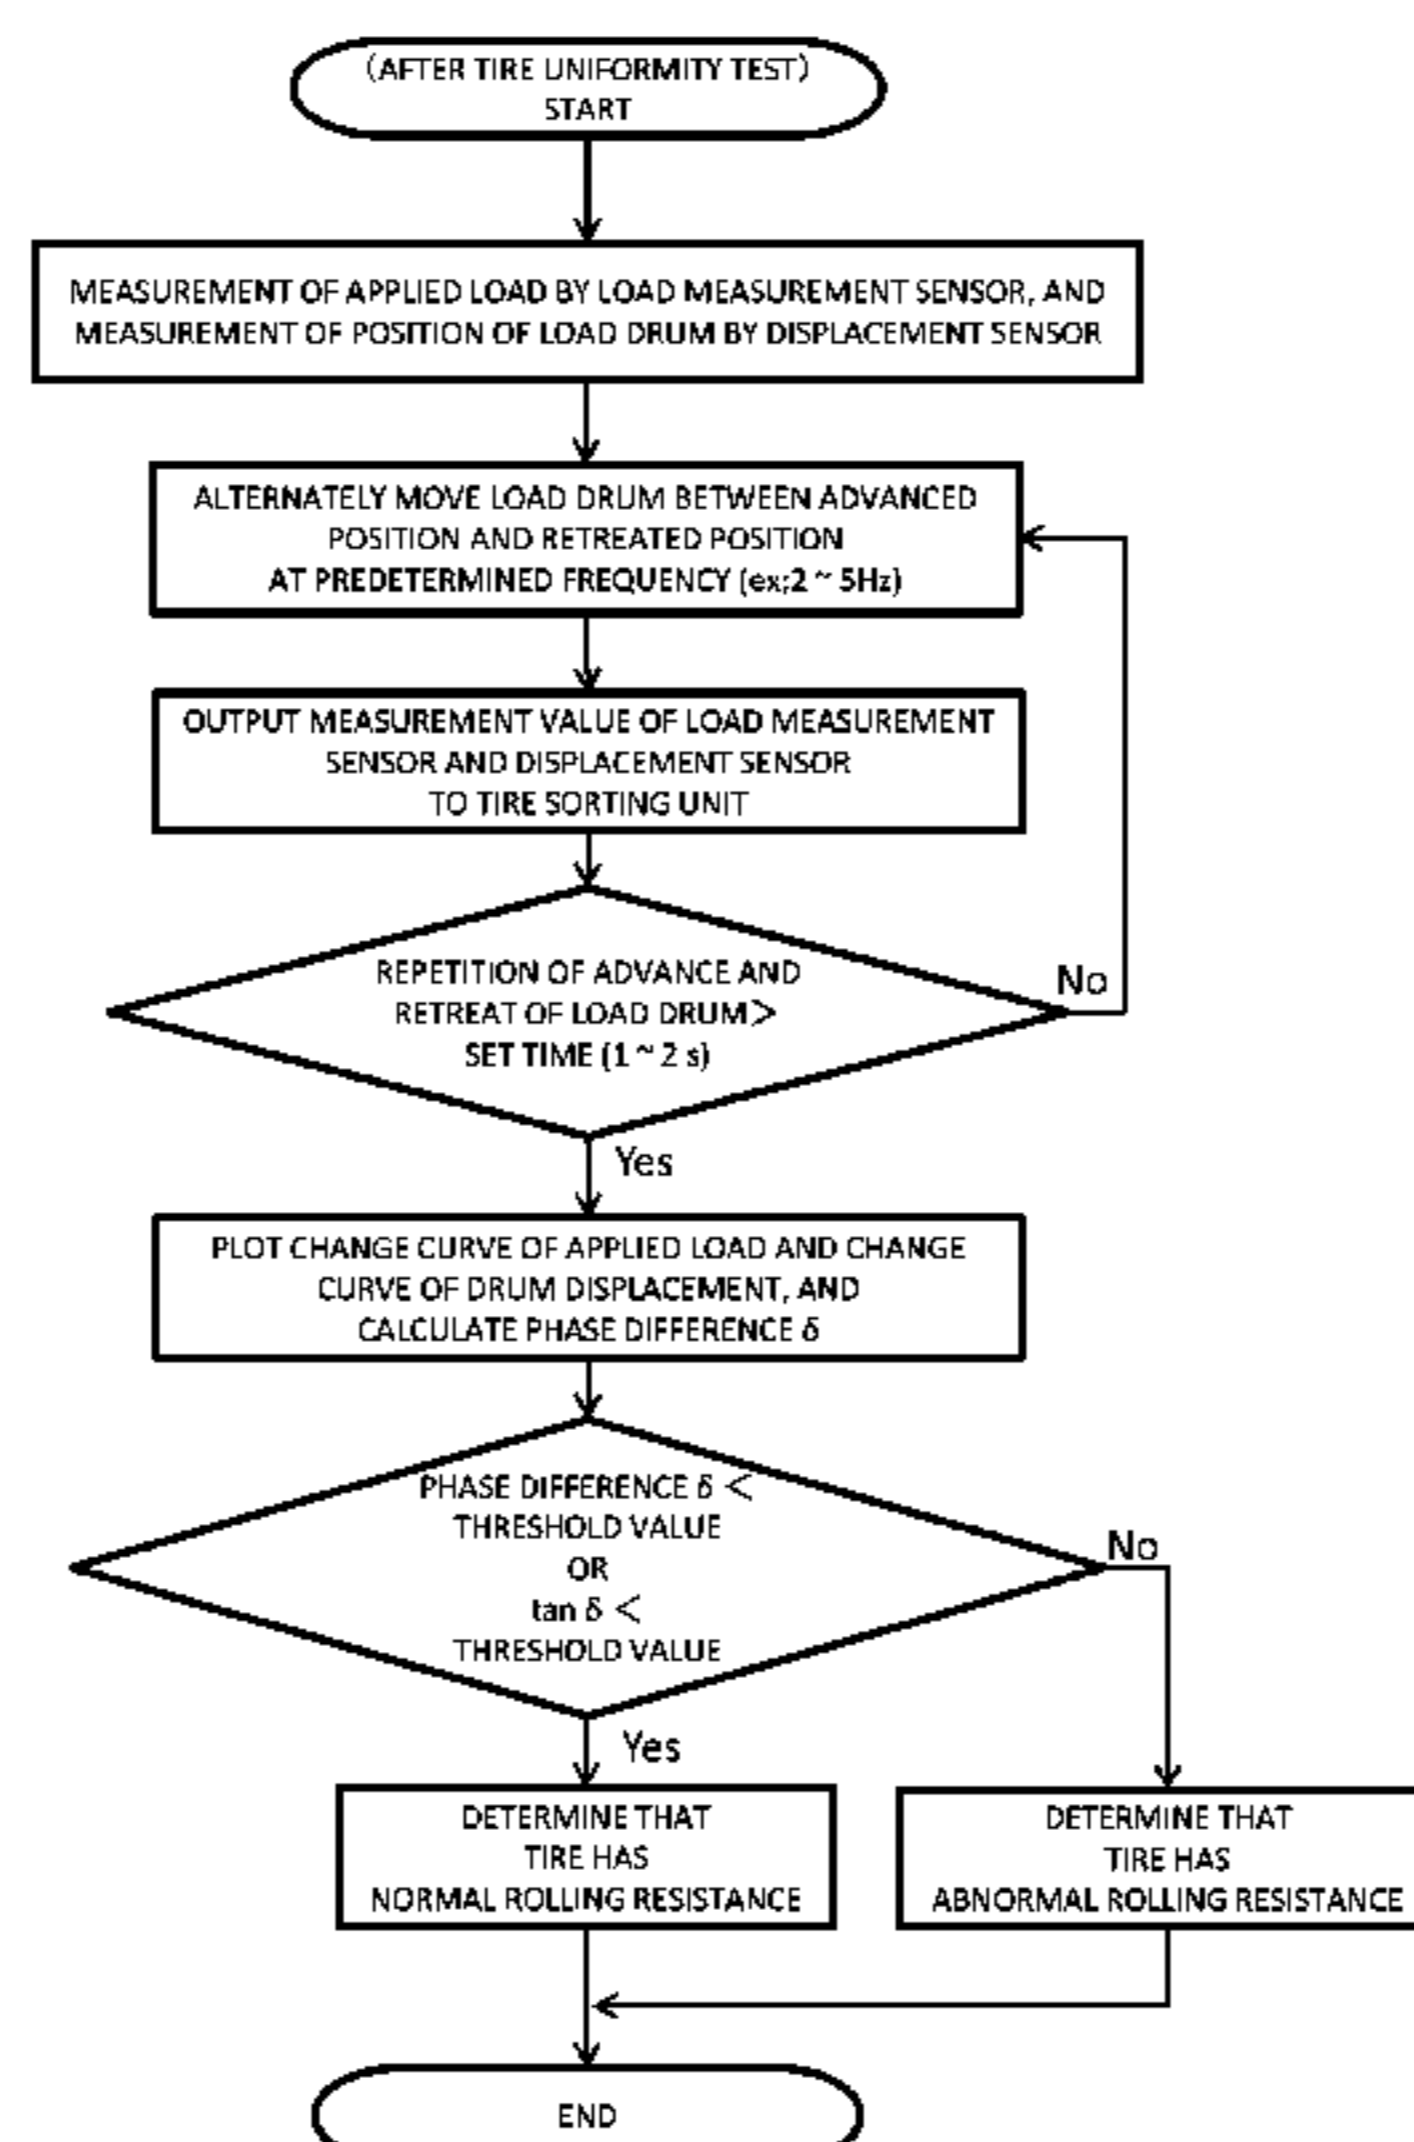 (AFTER TIRE UNIFORMITY TEST)
START
MEASUREMENT OF APPLIED LOAD BY LOAD MEASUREMENT SENSOR, AND
MEASUREMENT OF POSITION OF LOAD DRUM BY DISPLACEMENT SENSOR
ALTERNATELY MOVE LOAD DRUM BETWEEN ADVANCED
POSITION AND RETREATED POSITION
AT PREDETERMINED FREQUENCY (ex;2 ~ 5Hz)
OUTPUT MEASUREMENT VALUE OF LOAD MEASUREMENT
SENSOR AND DISPLACEMENT SENSOR
TO TIRE SORTING UNIT
REPETITION OF ADVANCE AND
RETREAT OF LOAD DRUM>
SET TIME (1 ~ 2 s)
No
Yes
PLOT CHANGE CURVE OF APPLIED LOAD AND CHANGE
CURVE OF DRUM DISPLACEMENT, AND
CALCULATE PHASE DIFFERENCE δ
PHASE DIFFERENCE δ <
THRESHOLD VALUE
OR
tan δ <
THRESHOLD VALUE
No
Yes
DETERMINE THAT
TIRE HAS
NORMAL ROLLING RESISTANCE
DETERMINE THAT
TIRE HAS
ABNORMAL ROLLING RESISTANCE
END